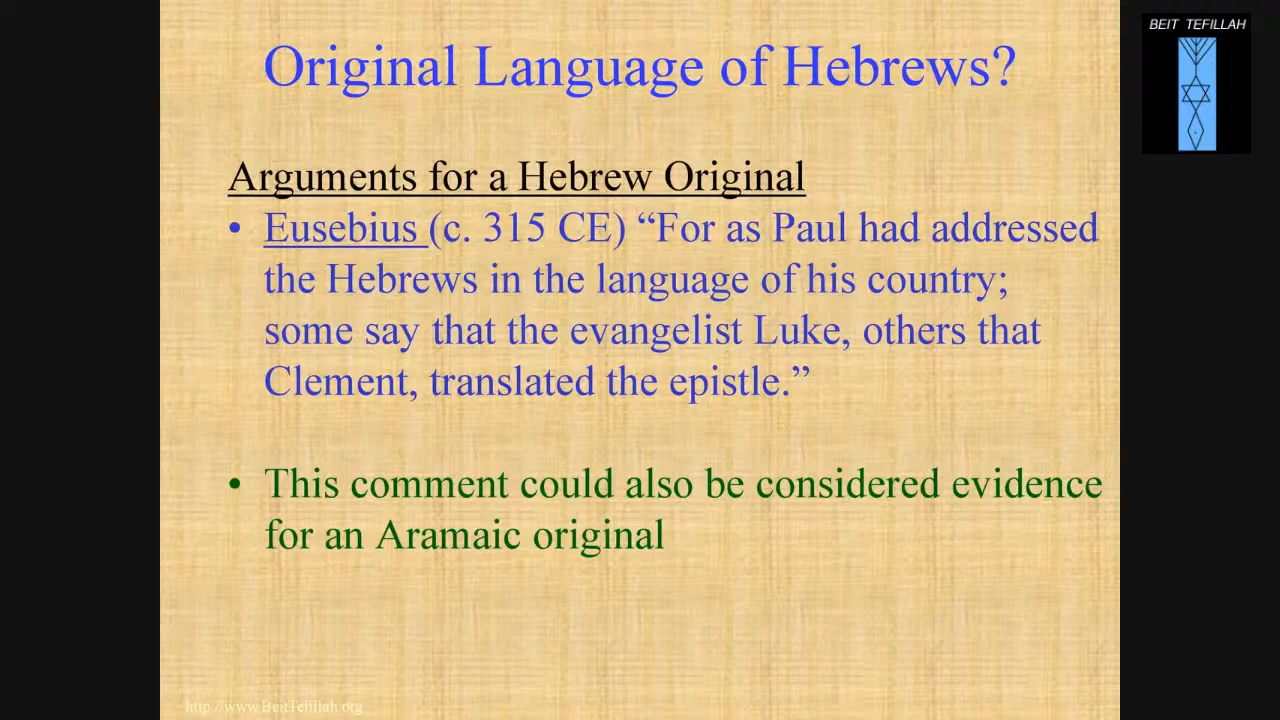 Original Language of Hebrews?
BEIT TEFILLAH
Arguments for a Hebrew Original
• Eusebius (c. 315 CE) “For as Paul had addressed
the Hebrews in the language of his country;
some say that the evangelist Luke, others that
Clement, translated the epistle.”
• This comment could also be considered evidence
for an Aramaic original
http://www.BeitTefillah.org